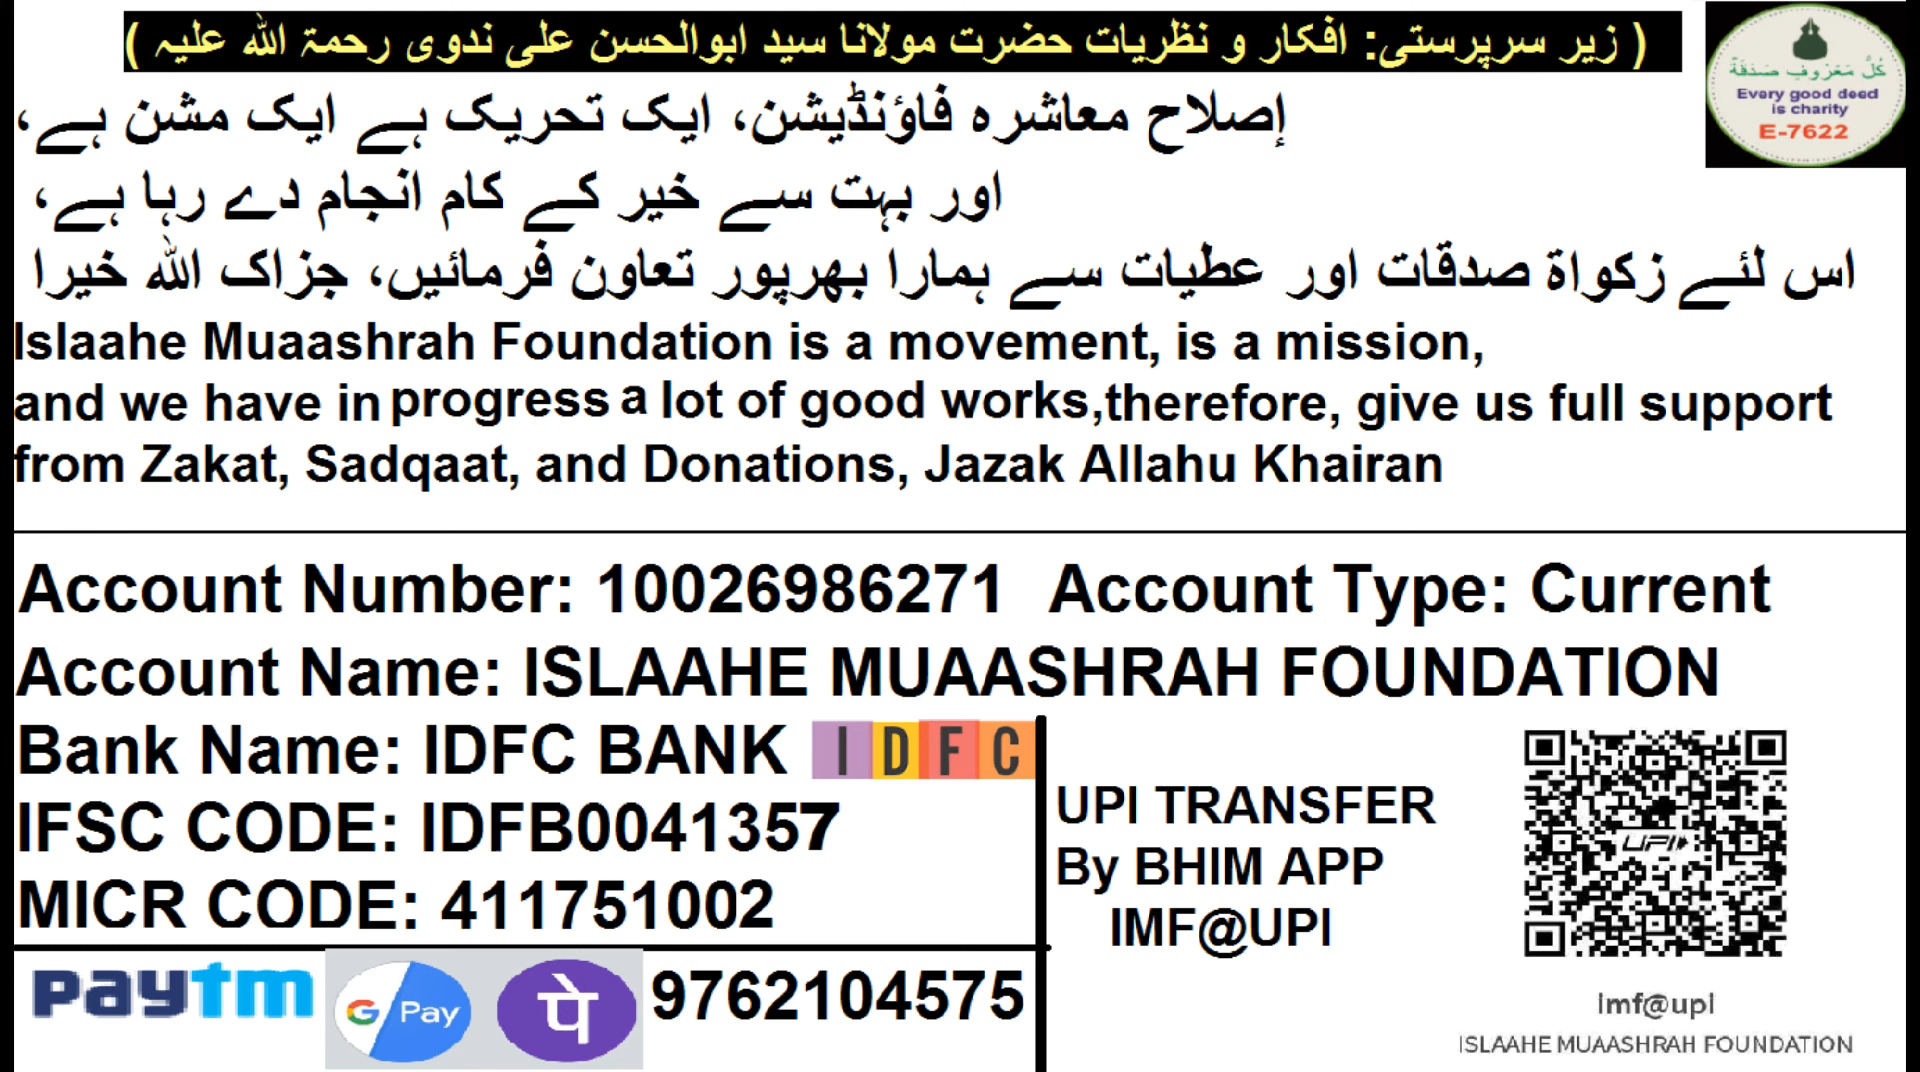 ( زیر سرپرستی: افکار و نظریات حضرت مولانا سید ابوالحسن علی ندوی رحمۃ اللہ علیہ )
كُلُّ مَعْرُوفٍ صَدَقَةٌ
Every good deed
is charity
E-7622
إصلاح معاشرہ فاؤنڈیشن، ایک تحریک ہے ایک مشن ہے،
اور بہت سے خیر کے کام انجام دے رہا ہے،
اس لئے زکواۃ صدقات اور عطیات سے ہمارا بھرپور تعاون فرمائیں، جزاک اللہ خیرا
Islaahe Muaashrah Foundation is a movement, is a mission,
and we have in progress a lot of good works,therefore, give us full support
from Zakat, Sadqaat, and Donations, Jazak Allahu Khairan
Account Number: 10026986271 Account Type: Current
Account Name: ISLAAHE MUAASHRAH FOUNDATION
Bank Name: IDFC BANK IDFC
IFSC CODE: IDFB0041357
MICR CODE: 411751002
paytm G Pay पे 9762104575
UPI TRANSFER
By BHIM APP
IMF@UPI
UPI
imf@upi
ISLAAHE MUAASHRAH FOUNDATION